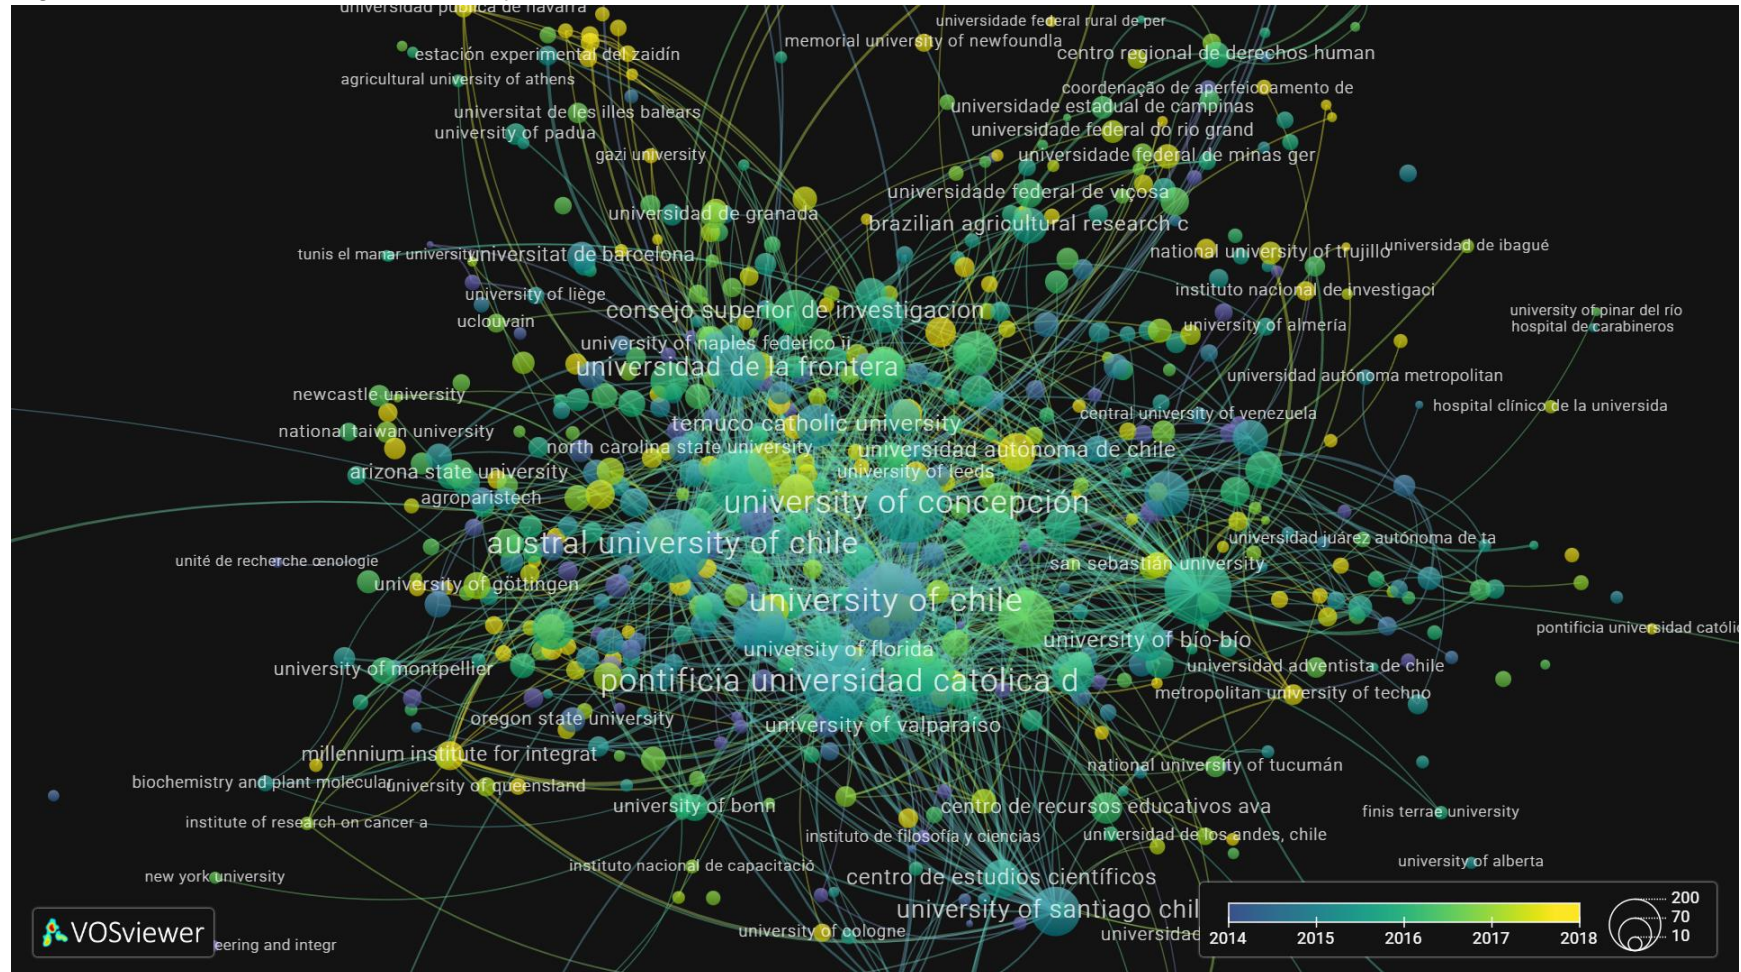 universidad pública de navarra
universidade federal rural de per
memorial university of newfoundla
estación experimental del zaidín
centro regional de derechos human
agricultural university of athens
coordenação de aperfeicoamento de
universidade estadual de campinas
universitat de les illes balears
university of padua
universidade federal do rio grand
gazi university
universidade federal de minas ger
universidade federal de viçosa
universidad de granada
brazilian agricultural research c
tunis el manar university
universitat de barcelona
national university of trujillo
universidad de ibagué
university of liège
instituto nacional de investigaci
consejo superior de investigacion
university of pinar del río
uclouvain
university of almería
hospital de carabineros
university of naples federico ii
universidad de la frontera
universidad autónoma metropolitan
newcastle university
hospital clínico de la universida
central university of venezuela
temuco catholic university
national taiwan university
north carolina state university
universidad autónoma de chile
arizona state university
university of leeds
agroparistech
university of concepción
austral university of chile
universidad juárez autónoma de ta
unité de recherche œnologie
san sebastián university
university of göttingen
university of chile
pontificia universidad católic
university of bío-bío
university of florida
university of montpellier
universidad adventista de chile
pontificia universidad católica d
metropolitan university of techno
oregon state university
university of valparaíso
millennium institute for integrat
national university of tucumán
biochemistry and plant molecular
university of queensland
university of bonn
centro de recursos educativos ava
finis terrae university
institute of research on cancer a
instituto de filosofía y ciencias
universidad de los andes, chile
instituto nacional de capacitació
university of alberta
new york university
centro de estudios científicos
university of santiago chil
university of cologne
universidad
VOSviewer
eering and integr
2014 2015 2016 2017 2018
200
70
10